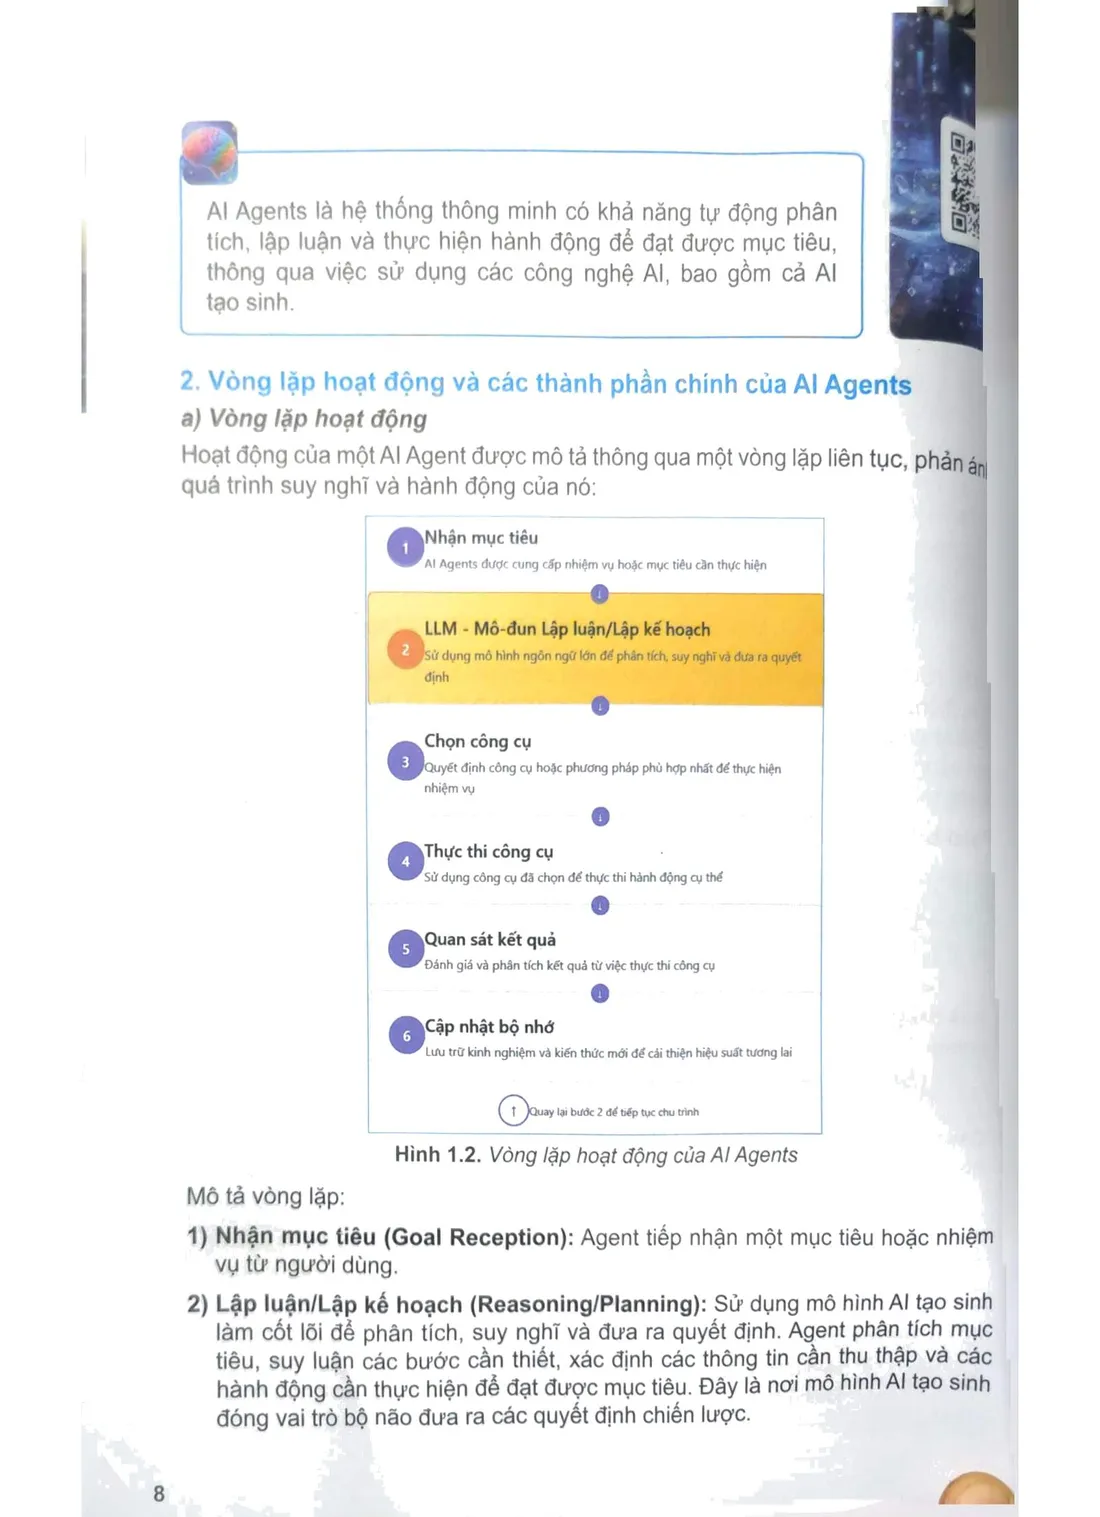 AI Agents là hệ thống thông minh có khả năng tự động phân
tích, lập luận và thực hiện hành động để đạt được mục tiêu,
thông qua việc sử dụng các công nghệ AI, bao gồm cả AI
tạo sinh.
2. Vòng lặp hoạt động và các thành phần chính của AI Agents
a) Vòng lặp hoạt động
Hoạt động của một AI Agent được mô tả thông qua một vòng lặp liên tục, phản
quá trình suy nghĩ và hành động của nó:
1
Nhận mục tiêu
AI Agents được cung cấp nhiệm vụ hoặc mục tiêu cần thực hiện
↓
LLM - Mô-đun Lập luận/Lập kế hoạch
2
Sử dụng mô hình ngôn ngữ lớn để phân tích, suy nghĩ và đưa ra quyết
định
↓
Chọn công cụ
3
Quyết định công cụ hoặc phương pháp phù hợp nhất để thực hiện
nhiệm vụ
↓
Thực thi công cụ
4
Sử dụng công cụ đã chọn để thực thi hành động cụ thể
↓
Quan sát kết quả
5
Đánh giá và phân tích kết quả từ việc thực thi công cụ
↓
Cập nhật bộ nhớ
6
Lưu trữ kinh nghiệm và kiến thức mới để cải thiện hiệu suất tương lai
↑ Quay lại bước 2 để tiếp tục chu trình
Hình 1.2. Vòng lặp hoạt động của AI Agents
Mô tả vòng lặp:
1) Nhận mục tiêu (Goal Reception): Agent tiếp nhận một mục tiêu hoặc nhiệm
vụ từ người dùng.
2) Lập luận/Lập kế hoạch (Reasoning/Planning): Sử dụng mô hình AI tạo sinh
làm cốt lõi để phân tích, suy nghĩ và đưa ra quyết định. Agent phân tích mục
tiêu, suy luận các bước cần thiết, xác định các thông tin cần thu thập và các
hành động cần thực hiện để đạt được mục tiêu. Đây là nơi mô hình AI tạo sinh
đóng vai trò bộ não đưa ra các quyết định chiến lược.
8